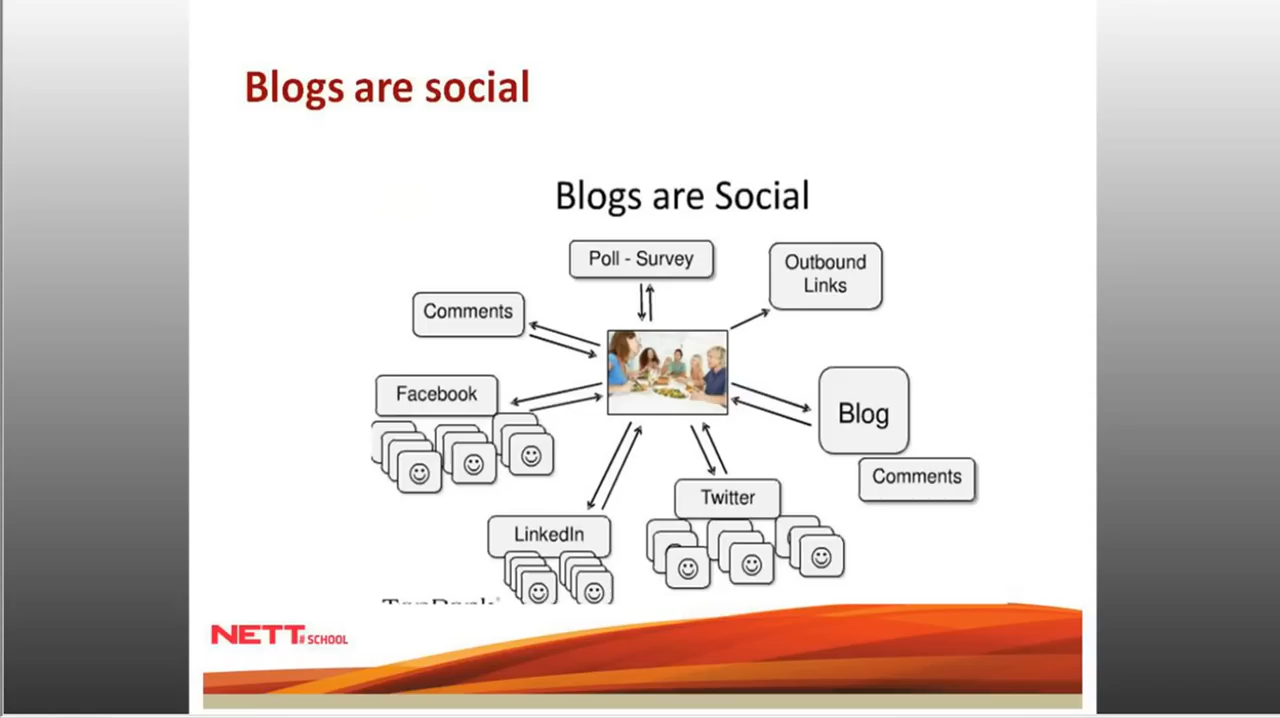 Blogs are social
Blogs are Social
Poll - Survey
Outbound
Links
Comments
Facebook
Blog
Comments
Twitter
LinkedIn
NETT#SCHOOL